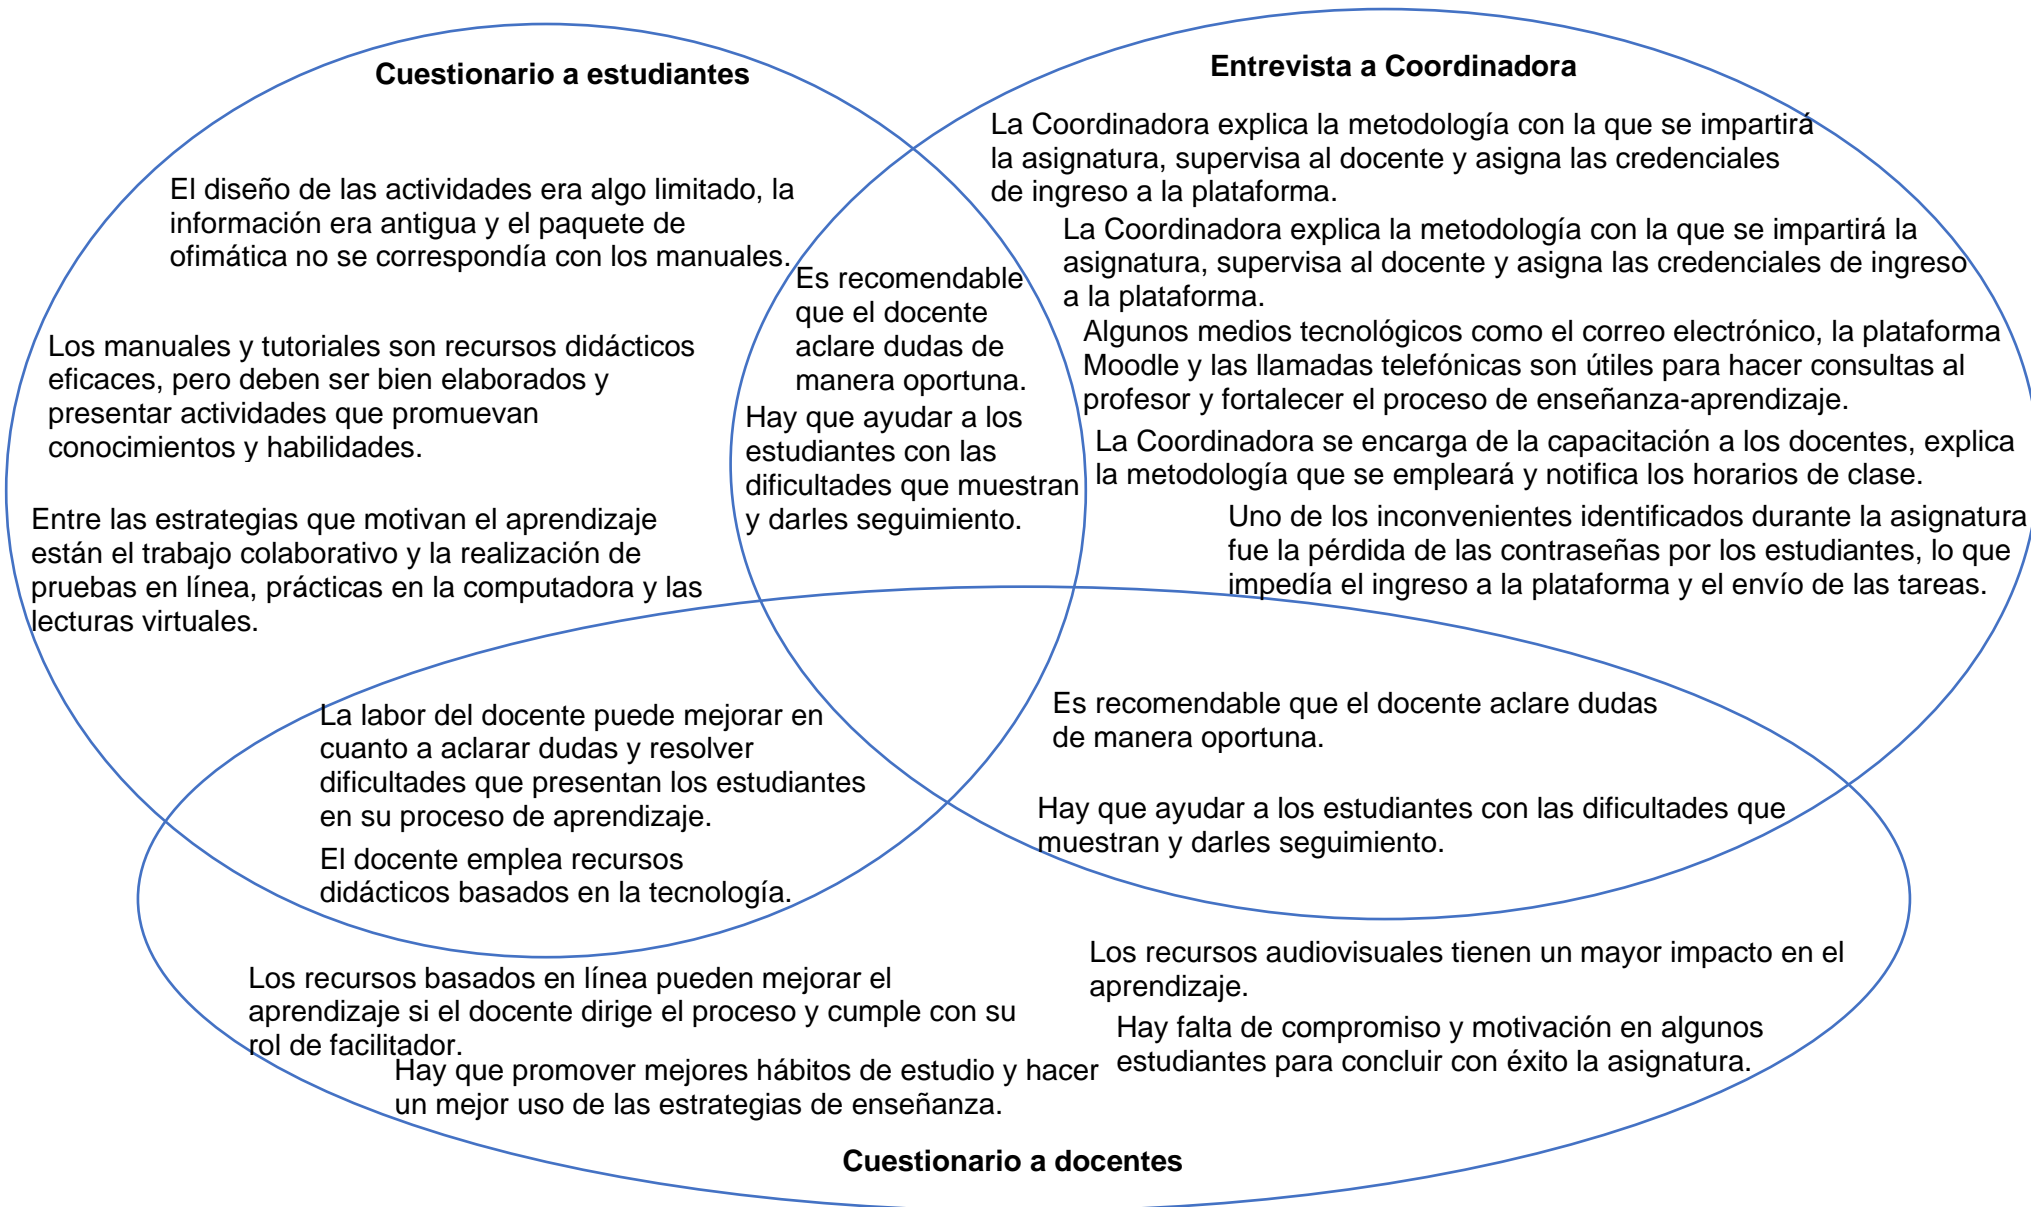 Cuestionario a estudiantes
El diseño de las actividades era algo limitado, la
información era antigua y el paquete de
ofimática no se correspondía con los manuales.
Los manuales y tutoriales son recursos didácticos
eficaces, pero deben ser bien elaborados y
presentar actividades que promuevan
conocimientos y habilidades.
Entre las estrategias que motivan el aprendizaje
están el trabajo colaborativo y la realización de
pruebas en línea, prácticas en la computadora y las
lecturas virtuales.
Es recomendable
que el docente
aclare dudas de
manera oportuna.
Hay que ayudar a los
estudiantes con las
dificultades que muestran
y darles seguimiento.
Entrevista a Coordinadora
La Coordinadora explica la metodología con la que se impartirá
la asignatura, supervisa al docente y asigna las credenciales
de ingreso a la plataforma.
La Coordinadora explica la metodología con la que se impartirá la
asignatura, supervisa al docente y asigna las credenciales de ingreso
a la plataforma.
Algunos medios tecnológicos como el correo electrónico, la plataforma
Moodle y las llamadas telefónicas son útiles para hacer consultas al
profesor y fortalecer el proceso de enseñanza-aprendizaje.
La Coordinadora se encarga de la capacitación a los docentes, explica
la metodología que se empleará y notifica los horarios de clase.
Uno de los inconvenientes identificados durante la asignatura
fue la pérdida de las contraseñas por los estudiantes, lo que
impedía el ingreso a la plataforma y el envío de las tareas.
La labor del docente puede mejorar en
cuanto a aclarar dudas y resolver
dificultades que presentan los estudiantes
en su proceso de aprendizaje.
El docente emplea recursos
didácticos basados en la tecnología.
Es recomendable que el docente aclare dudas
de manera oportuna.
Hay que ayudar a los estudiantes con las dificultades que
muestran y darles seguimiento.
Los recursos basados en línea pueden mejorar el
aprendizaje si el docente dirige el proceso y cumple con su
rol de facilitador.
Hay que promover mejores hábitos de estudio y hacer
un mejor uso de las estrategias de enseñanza.
Los recursos audiovisuales tienen un mayor impacto en el
aprendizaje.
Hay falta de compromiso y motivación en algunos
estudiantes para concluir con éxito la asignatura.
Cuestionario a docentes